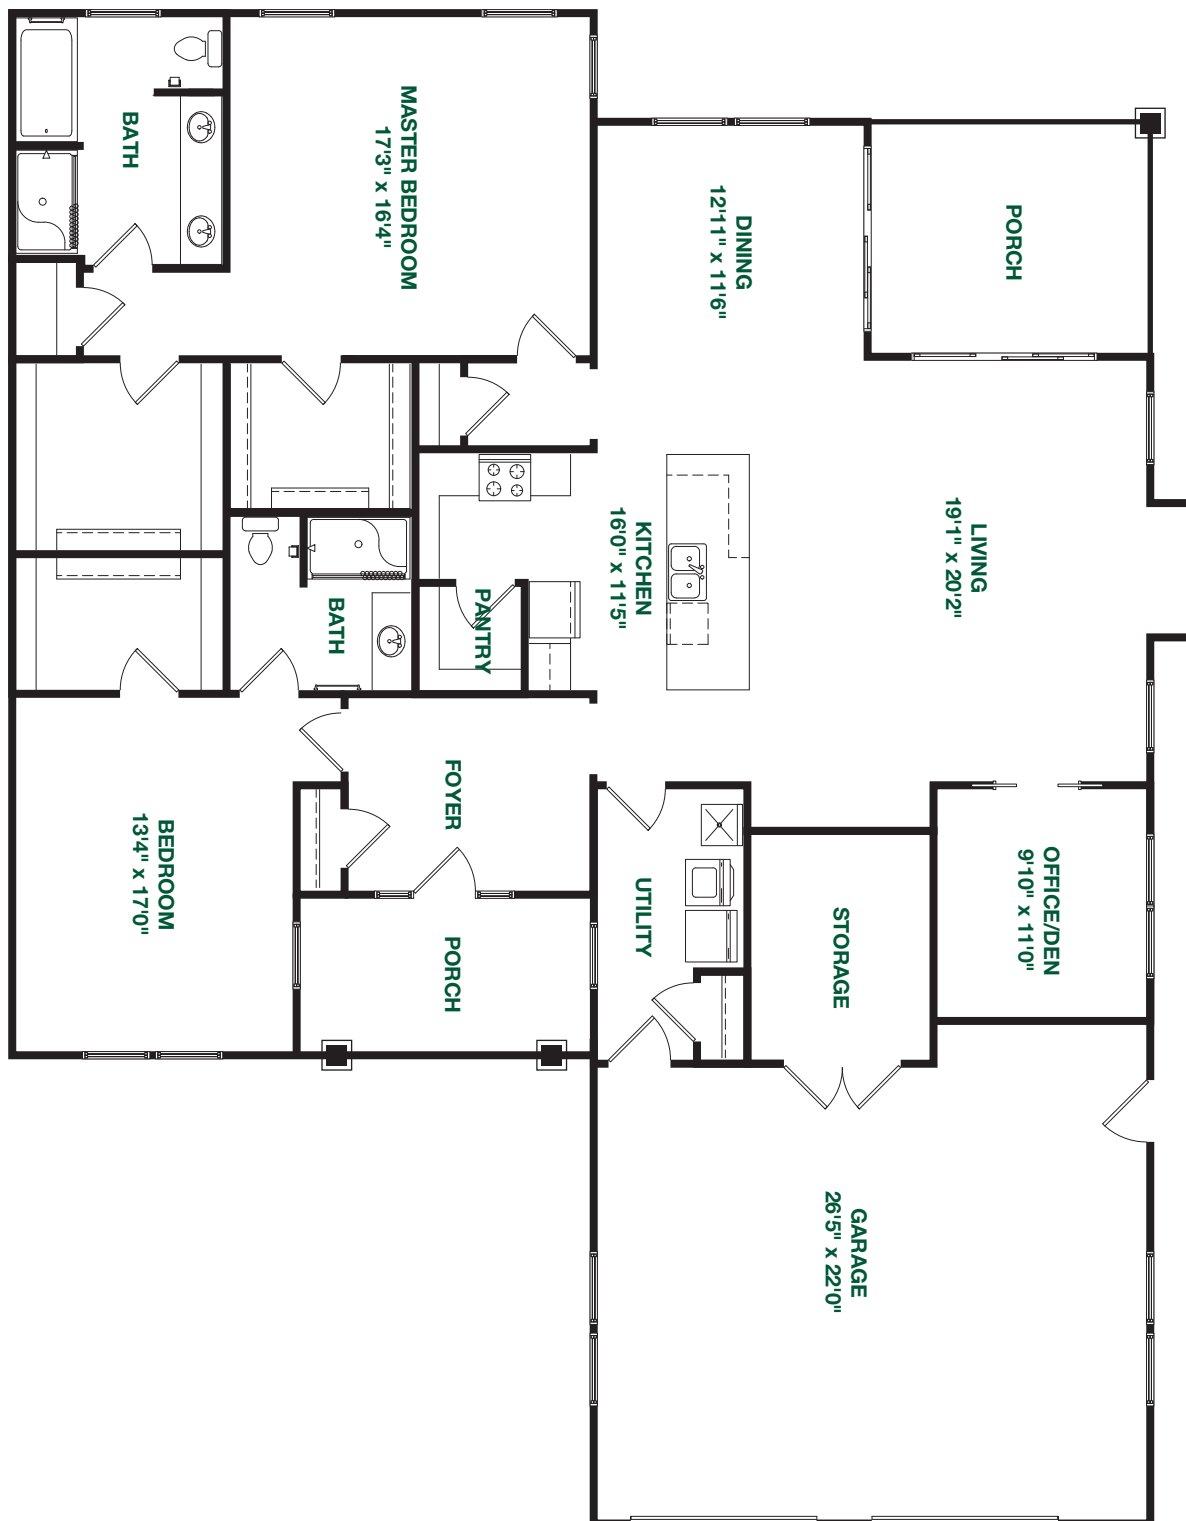 BATH
MASTER BEDROOM
17'3" x 16'4"
DINING
12'11" x 11'6"
PORCH
KITCHEN
16'0" x 11'5"
LIVING
19'1" x 20'2"
BATH
PANTRY
FOYER
BEDROOM
13'4" x 17'0"
PORCH
UTILITY
STORAGE
OFFICE/DEN
9'10" x 11'0"
GARAGE
26'5" x 22'0"